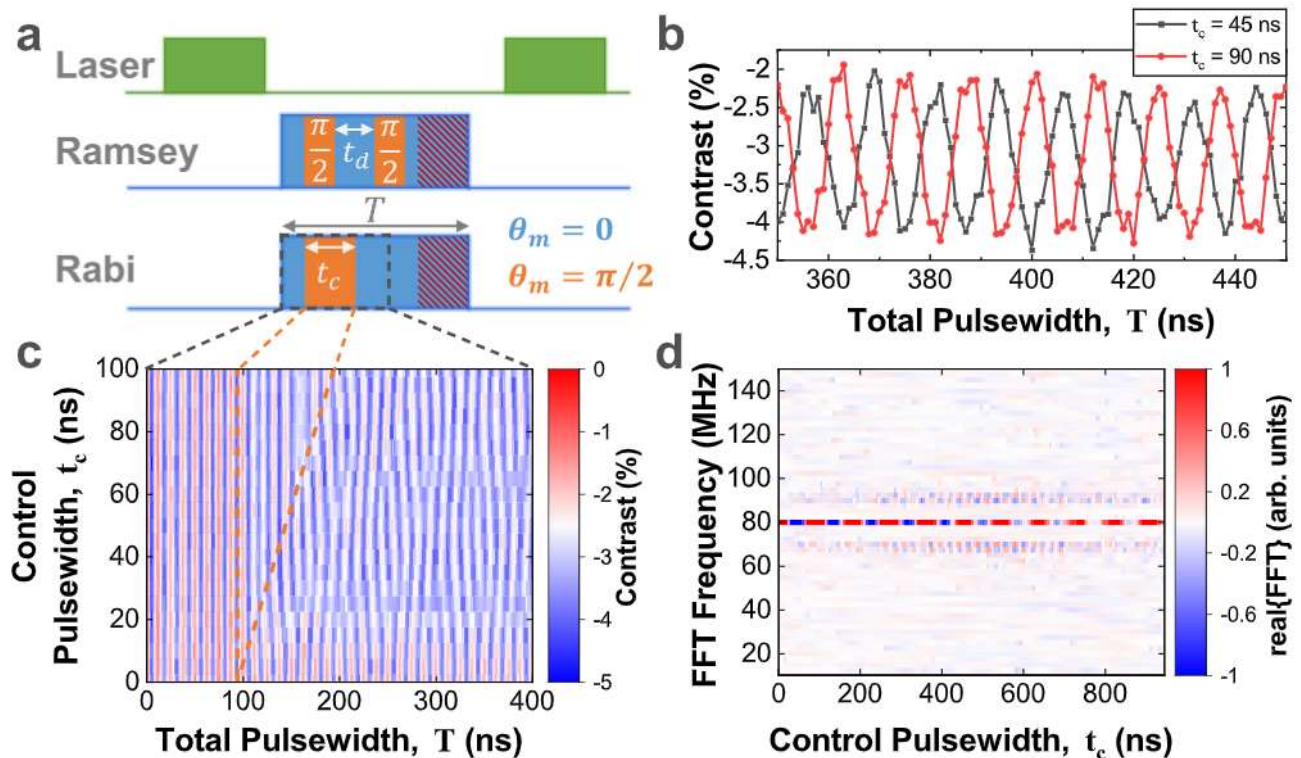 a
Laser
Ramsey
π/2 t_d π/2
T
Rabi
t_c
θ_m = 0
θ_m = π/2
b
t_c = 45 ns
t_c = 90 ns
Contrast (%)
-2
-2.5
-3
-3.5
-4
-4.5
360 380 400 420 440
Total Pulsewidth, T (ns)
c
Control
Pulsewidth, t_c (ns)
100
80
60
40
20
0
0 100 200 300 400
Total Pulsewidth, T (ns)
0
-1
-2
-3
-4
-5
Contrast (%)
d
FFT Frequency (MHz)
140
120
100
80
60
40
20
0 200 400 600 800
Control Pulsewidth, t_c (ns)
1
0.6
0.2
-0.2
-0.6
-1
real{FFT} (arb. units)